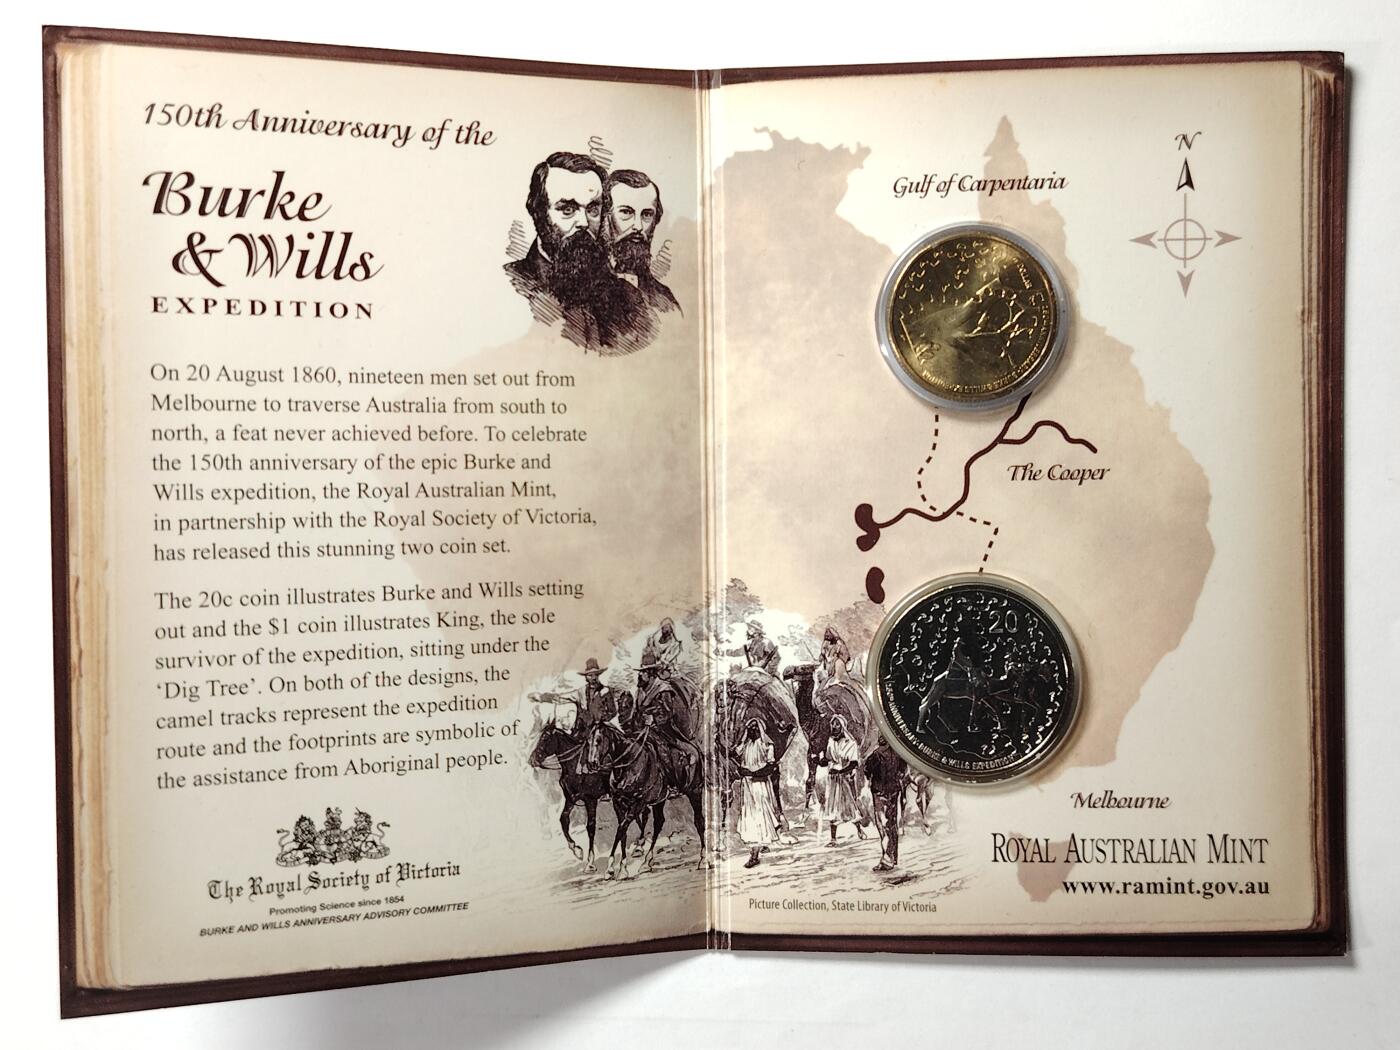 150th Anniversary of the
Burke
& Wills
EXPEDITION
On 20 August 1860, nineteen men set out from
Melbourne to traverse Australia from south to
north, a feat never achieved before. To celebrate
the 150th anniversary of the epic Burke and
Wills expedition, the Royal Australian Mint,
in partnership with the Royal Society of Victoria,
has released this stunning two coin set.
The 20c coin illustrates Burke and Wills setting
out and the $1 coin illustrates King, the sole
survivor of the expedition, sitting under the
‘Dig Tree’. On both of the designs, the
camel tracks represent the expedition
route and the footprints are symbolic of
the assistance from Aboriginal people.
The Royal Society of Victoria
Promoting Science since 1854
BURKE AND WILLS ANNIVERSARY ADVISORY COMMITTEE
N
Gulf of Carpentaria
The Cooper
20
BURKE & WILLS EXPEDITION
Melbourne
ROYAL AUSTRALIAN MINT
www.ramint.gov.au
Picture Collection, State Library of Victoria